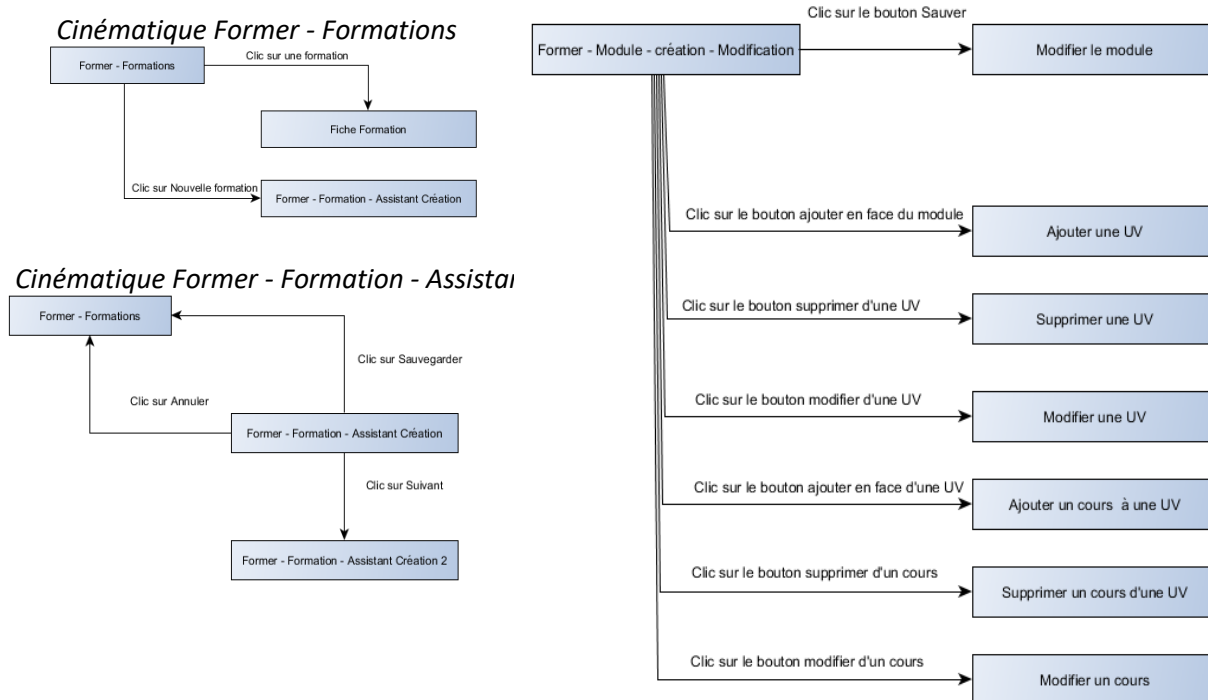 Cinématique Former - Formations
Former - Formations
Clic sur une formation
Fiche Formation
Clic sur Nouvelle formation
Former - Formation - Assistant Création
Cinématique Former - Formation - Assistan
Former - Formations
Clic sur Sauvegarder
Clic sur Annuler
Former - Formation - Assistant Création
Clic sur Suivant
Former - Formation - Assistant Création 2
Clic sur le bouton Sauver
Former - Module - création - Modification
Modifier le module
Clic sur le bouton ajouter en face du module
Ajouter une UV
Clic sur le bouton supprimer d'une UV
Supprimer une UV
Clic sur le bouton modifier d'une UV
Modifier une UV
Clic sur le bouton ajouter en face d'une UV
Ajouter un cours à une UV
Clic sur le bouton supprimer d'un cours
Supprimer un cours d'une UV
Clic sur le bouton modifier d'un cours
Modifier un cours